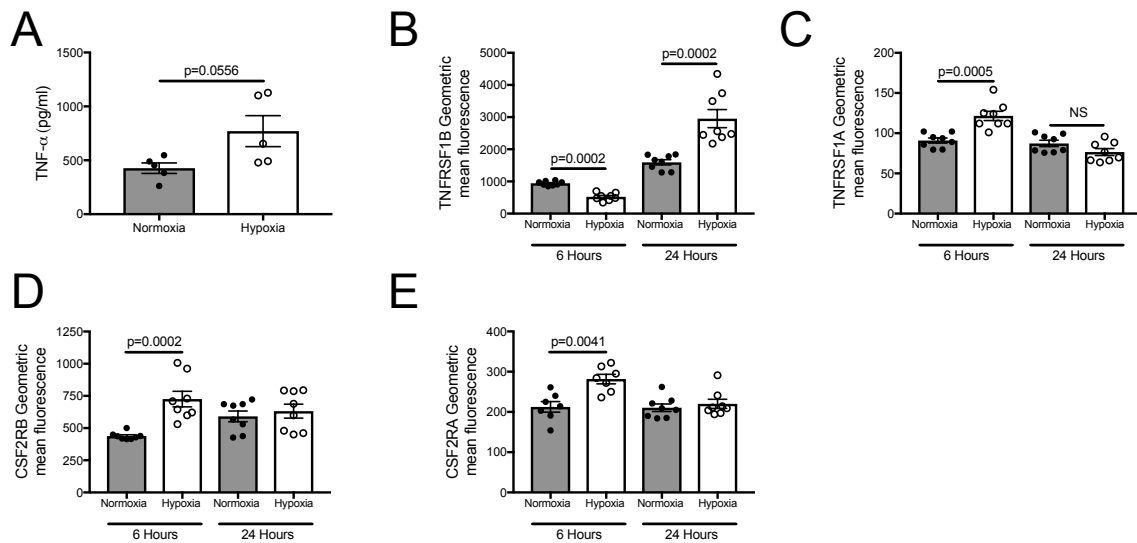 A
TNF-α (pg/ml)
1500
1000
500
0
p=0.0556
Normoxia
Hypoxia
B
TNFRSF1B Geometric
mean fluorescence
5000
4000
3000
2000
1000
0
p=0.0002
p=0.0002
Normoxia Hypoxia Normoxia Hypoxia
6 Hours 24 Hours
C
TNFRSF1A Geometric
mean fluorescence
200
150
100
50
0
p=0.0005
NS
Normoxia Hypoxia Normoxia Hypoxia
6 Hours 24 Hours
D
CSF2RB Geometric
mean fluorescence
1250
1000
750
500
250
0
p=0.0002
Normoxia Hypoxia Normoxia Hypoxia
6 Hours 24 Hours
E
CSF2RA Geometric
mean fluorescence
400
300
200
100
0
p=0.0041
Normoxia Hypoxia Normoxia Hypoxia
6 Hours 24 Hours